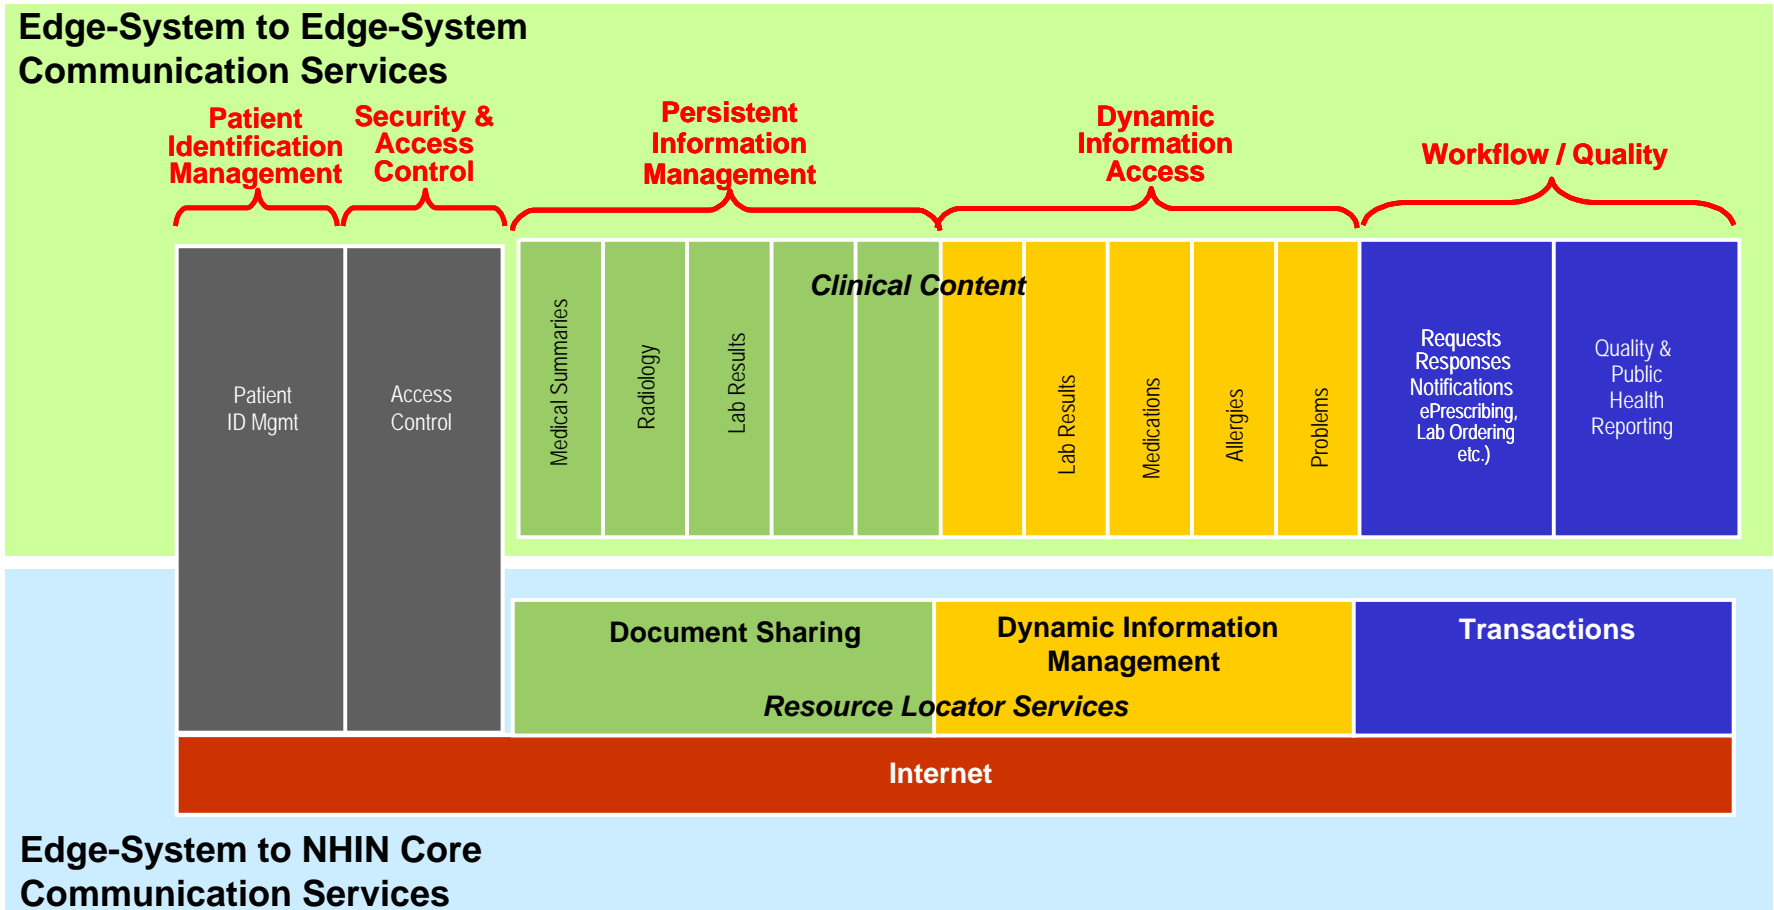 Edge-System to Edge-System
Communication Services
Patient
Identification
Management
Security &
Access
Control
Persistent
Information
Management
Dynamic
Information
Access
Workflow / Quality
Clinical Content
Patient
ID Mgmt
Access
Control
Medical Summaries
Radiology
Lab Results
Lab Results
Medications
Allergies
Problems
Requests
Responses
Notifications
ePrescribing,
Lab Ordering
etc.)
Quality &
Public
Health
Reporting
Document Sharing
Dynamic Information
Management
Transactions
Resource Locator Services
Internet
Edge-System to NHIN Core
Communication Services